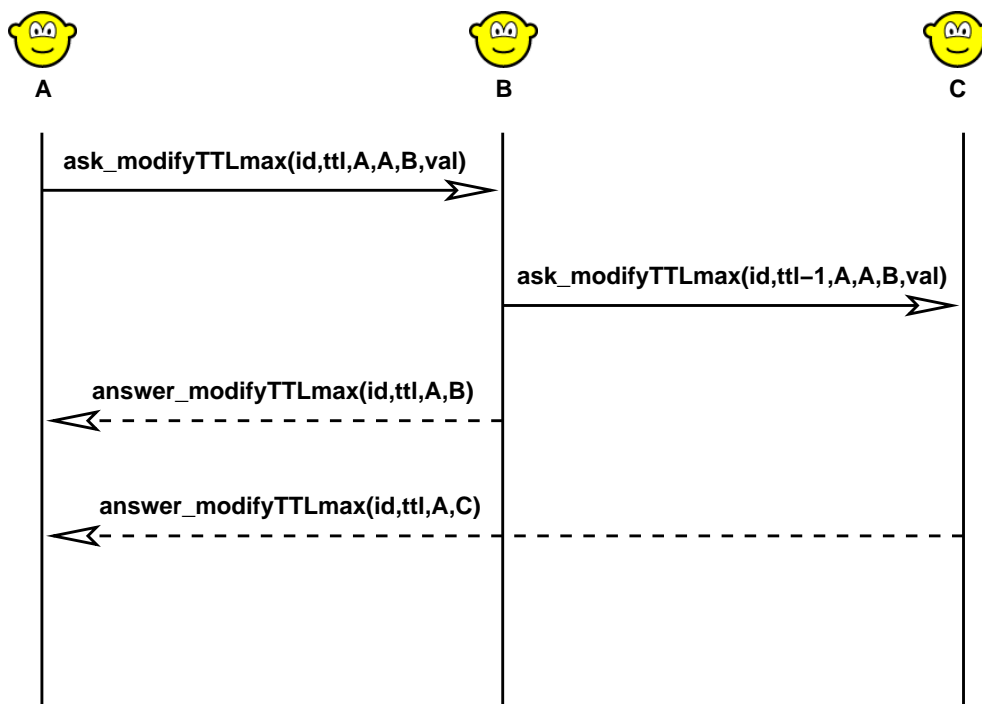 A
B
C
ask_modifyTTLmax(id,ttl,A,A,B,val)
ask_modifyTTLmax(id,ttl−1,A,A,B,val)
answer_modifyTTLmax(id,ttl,A,B)
answer_modifyTTLmax(id,ttl,A,C)